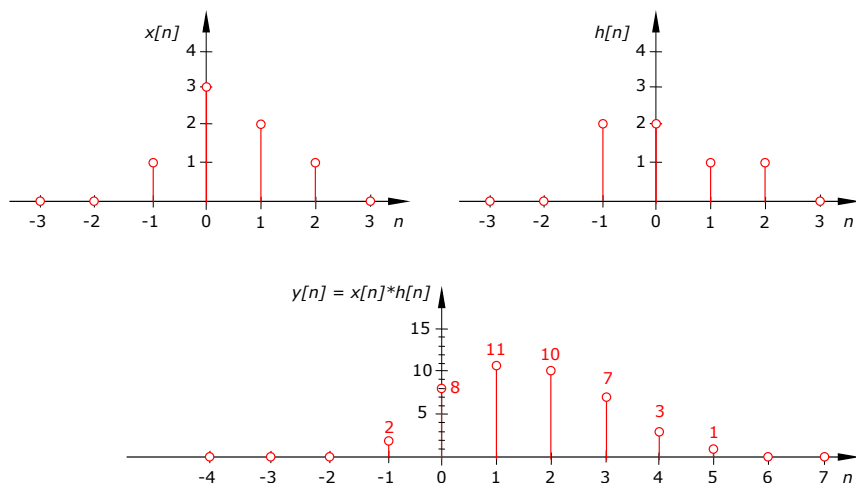 x[n]
4
3
2
1
-3 -2 -1 0 1 2 3 n
h[n]
4
3
2
1
-3 -2 -1 0 1 2 3 n
y[n] = x[n]*h[n]
15
10
5
2 8 11 10 7 3 1
-4 -3 -2 -1 0 1 2 3 4 5 6 7 n